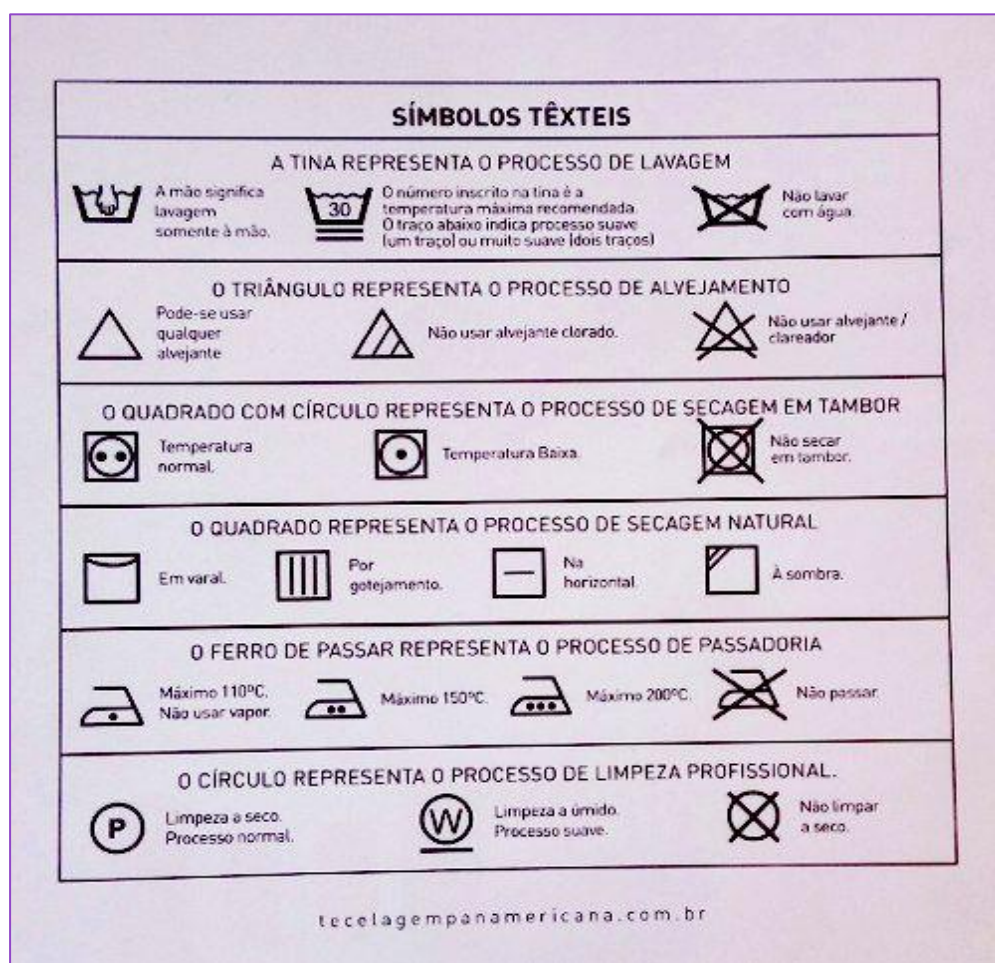 SÍMBOLOS TÊXTEIS
A TINA REPRESENTA O PROCESSO DE LAVAGEM
A mão significa
lavagem
somente à mão.
30
O número inscrito na tina é a
temperatura máxima recomendada.
O traço abaixo indica processo suave
(um traço) ou muito suave (dois traços)
Não lavar
com água.
O TRIÂNGULO REPRESENTA O PROCESSO DE ALVEJAMENTO
Pode-se usar
qualquer
alvejante
Não usar alvejante clorado.
Não usar alvejante /
clareador
O QUADRADO COM CÍRCULO REPRESENTA O PROCESSO DE SECAGEM EM TAMBOR
Temperatura
normal.
Temperatura Baixa.
Não secar
em tambor.
O QUADRADO REPRESENTA O PROCESSO DE SECAGEM NATURAL
Em varal.
Por
gotejamento.
Na
horizontal.
À sombra.
O FERRO DE PASSAR REPRESENTA O PROCESSO DE PASSADORIA
Máximo 110ºC.
Não usar vapor.
Máximo 150ºC.
Máximo 200ºC.
Não passar.
O CÍRCULO REPRESENTA O PROCESSO DE LIMPEZA PROFISSIONAL.
P
Limpeza a seco.
Processo normal.
W
Limpeza a úmido.
Processo suave.
Não limpar
a seco.
tecelagempanamericana.com.br